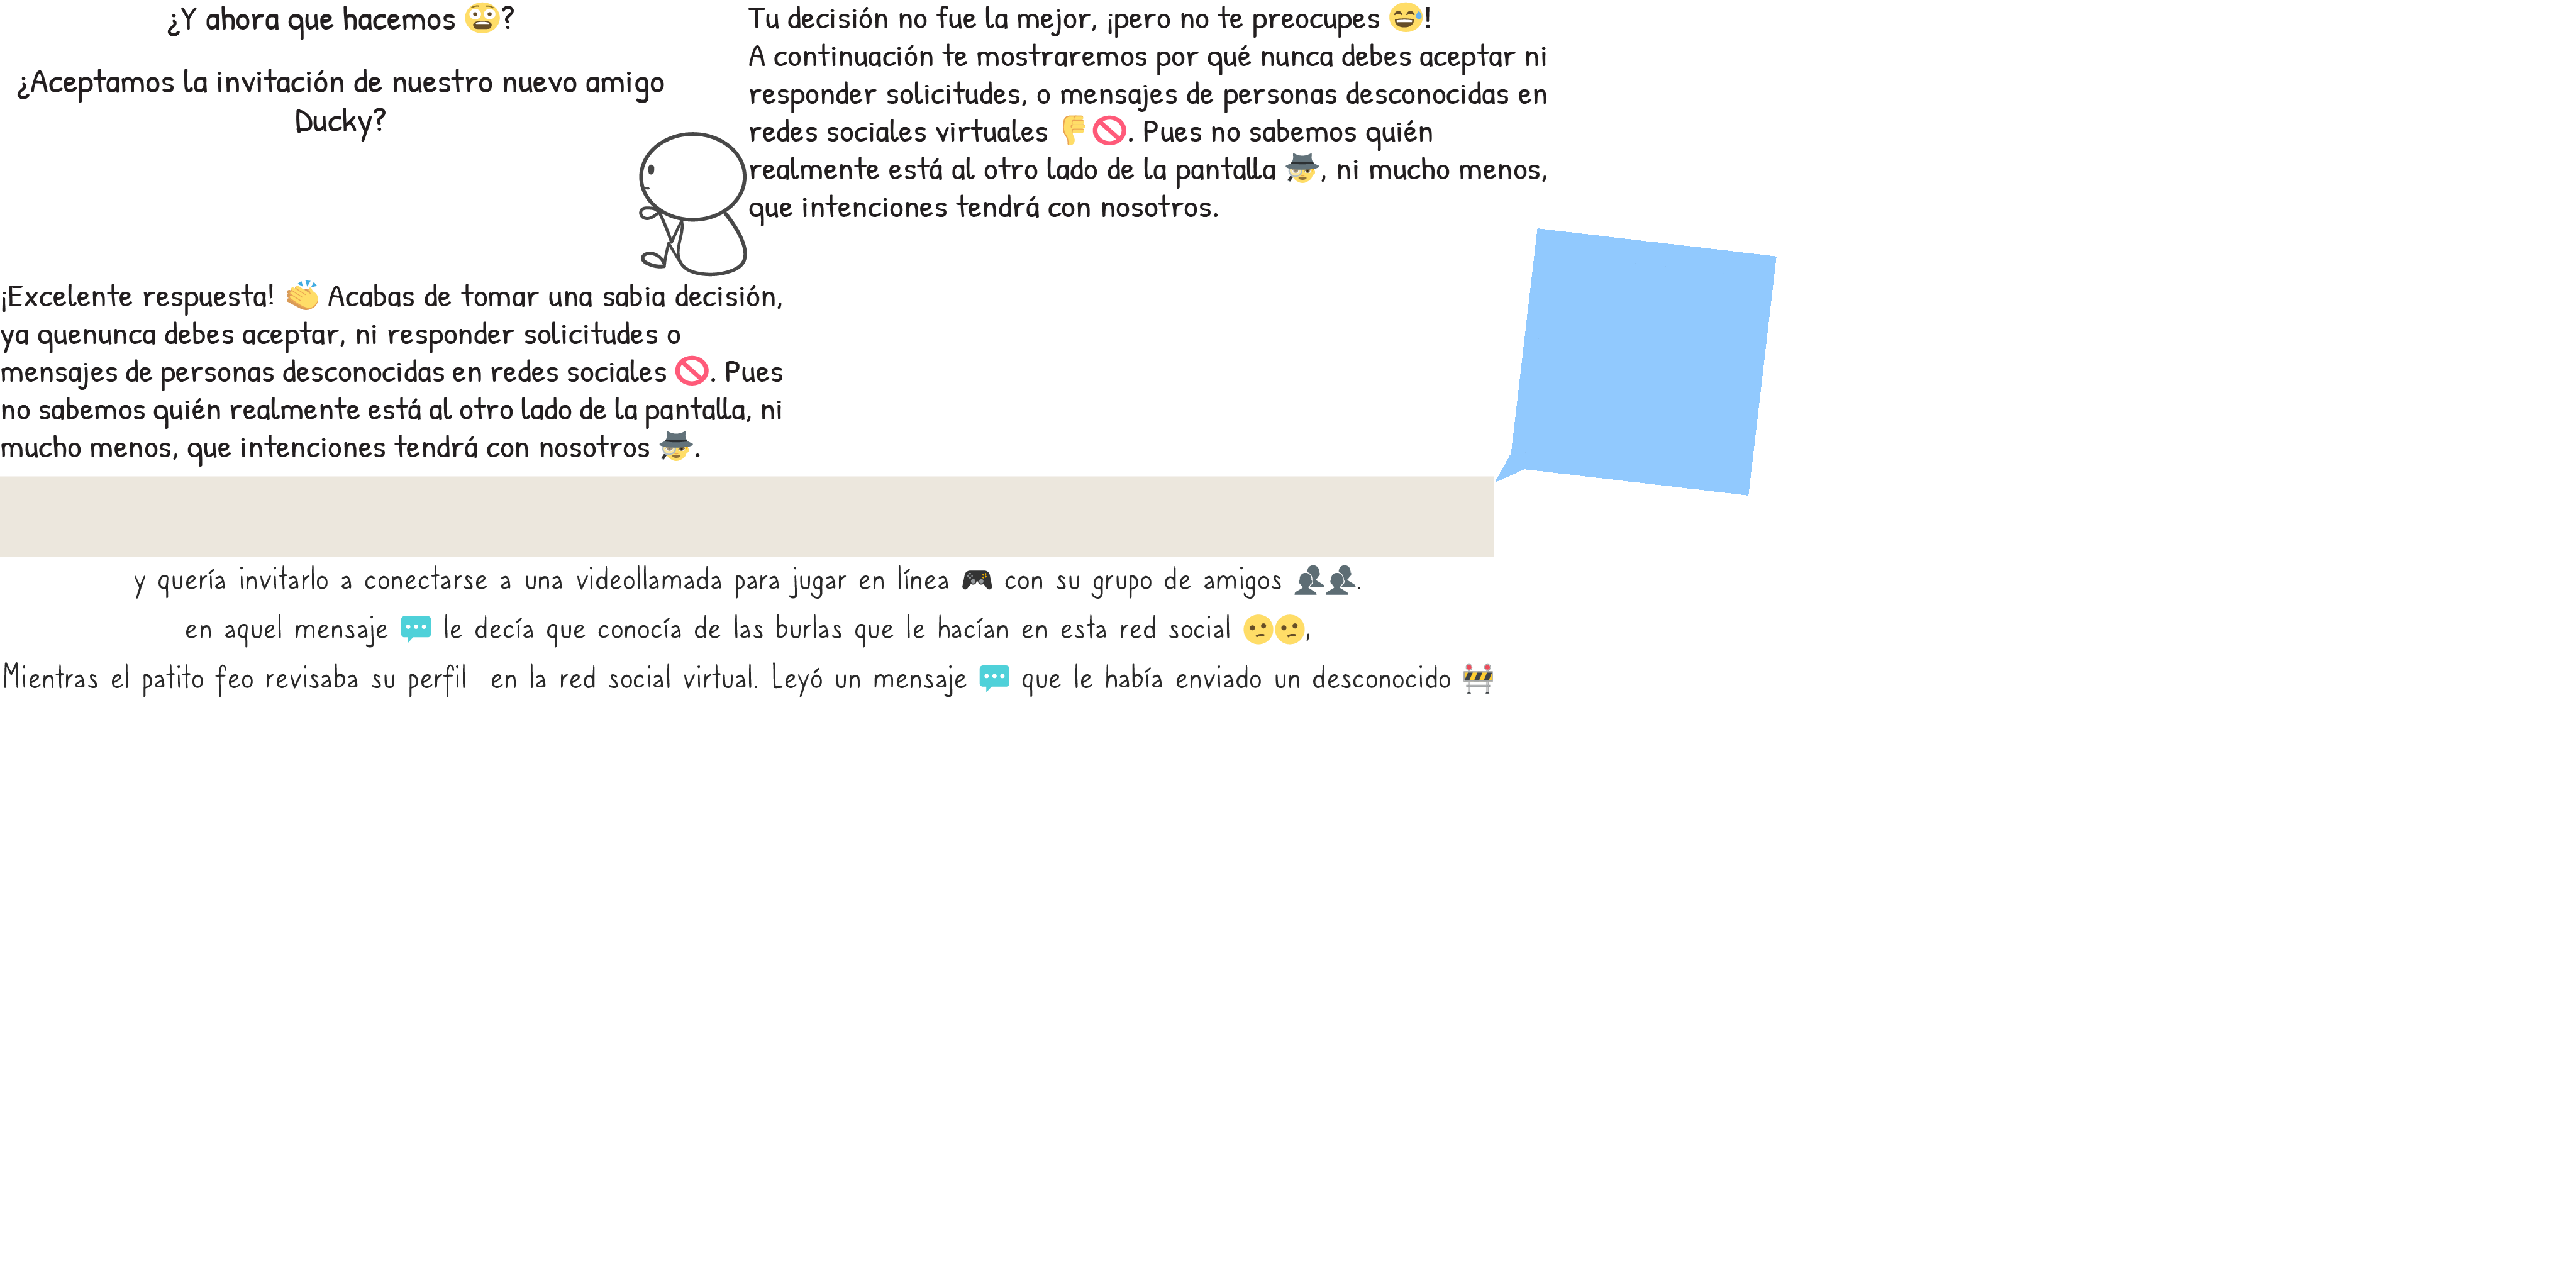 ¿Y ahora que hacemos 😨?
¿Aceptamos la invitación de nuestro nuevo amigo
Ducky?
Tu decisión no fue la mejor, ¡pero no te preocupes 😅!
A continuación te mostraremos por qué nunca debes aceptar ni
responder solicitudes, o mensajes de personas desconocidas en
redes sociales virtuales 👎🚫. Pues no sabemos quién
realmente está al otro lado de la pantalla 🕵, ni mucho menos,
que intenciones tendrá con nosotros.
¡Excelente respuesta! 👏 Acabas de tomar una sabia decisión,
ya quenunca debes aceptar, ni responder solicitudes o
mensajes de personas desconocidas en redes sociales 🚫. Pues
no sabemos quién realmente está al otro lado de la pantalla, ni
mucho menos, que intenciones tendrá con nosotros 🕵.
y quería invitarlo a conectarse a una videollamada para jugar en línea 🎮 con su grupo de amigos 👥👥.
en aquel mensaje 💬 le decía que conocía de las burlas que le hacían en esta red social 😕😕,
Mientras el patito feo revisaba su perfil en la red social virtual. Leyó un mensaje 💬 que le había enviado un desconocido 🚧